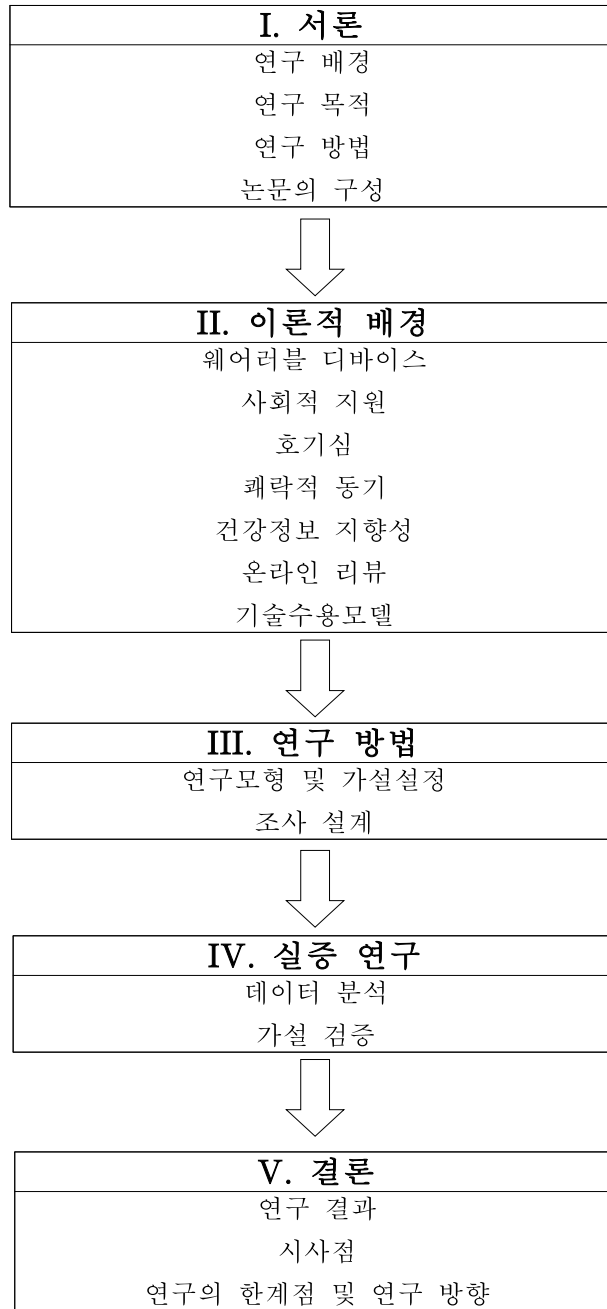 I. 서론
연구 배경
연구 목적
연구 방법
논문의 구성
II. 이론적 배경
웨어러블 디바이스
사회적 지원
호기심
쾌락적 동기
건강정보 지향성
온라인 리뷰
기술수용모델
III. 연구 방법
연구모형 및 가설설정
조사 설계
IV. 실증 연구
데이터 분석
가설 검증
V. 결론
연구 결과
시사점
연구의 한계점 및 연구 방향